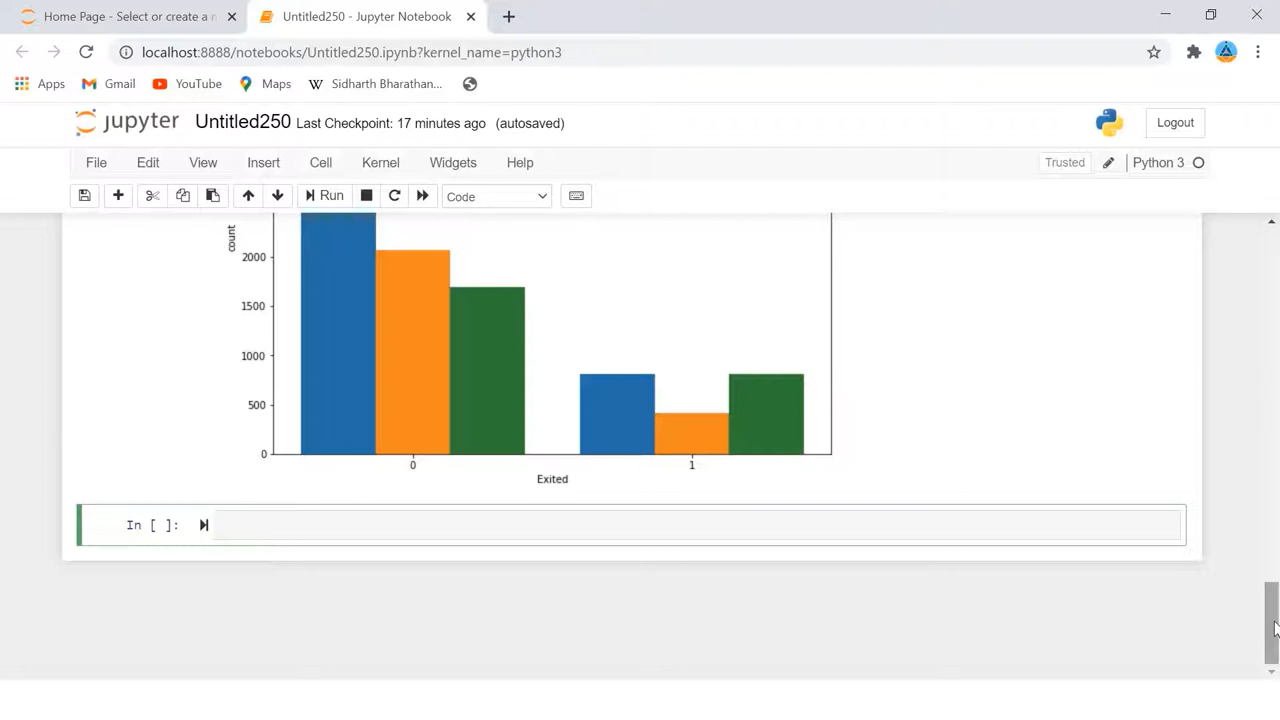 Home Page - Select or create a n
Untitled250 - Jupyter Notebook
localhost:8888/notebooks/Untitled250.ipynb?kernel_name=python3
Apps
Gmail
YouTube
Maps
W
Sidharth Bharathan...
jupyter
Untitled250
Last Checkpoint: 17 minutes ago
(autosaved)
Logout
File
Edit
View
Insert
Cell
Kernel
Widgets
Help
Trusted
Python 3
Run
Code
count
2000
1500
1000
500
0
0
1
Exited
In [ ]: